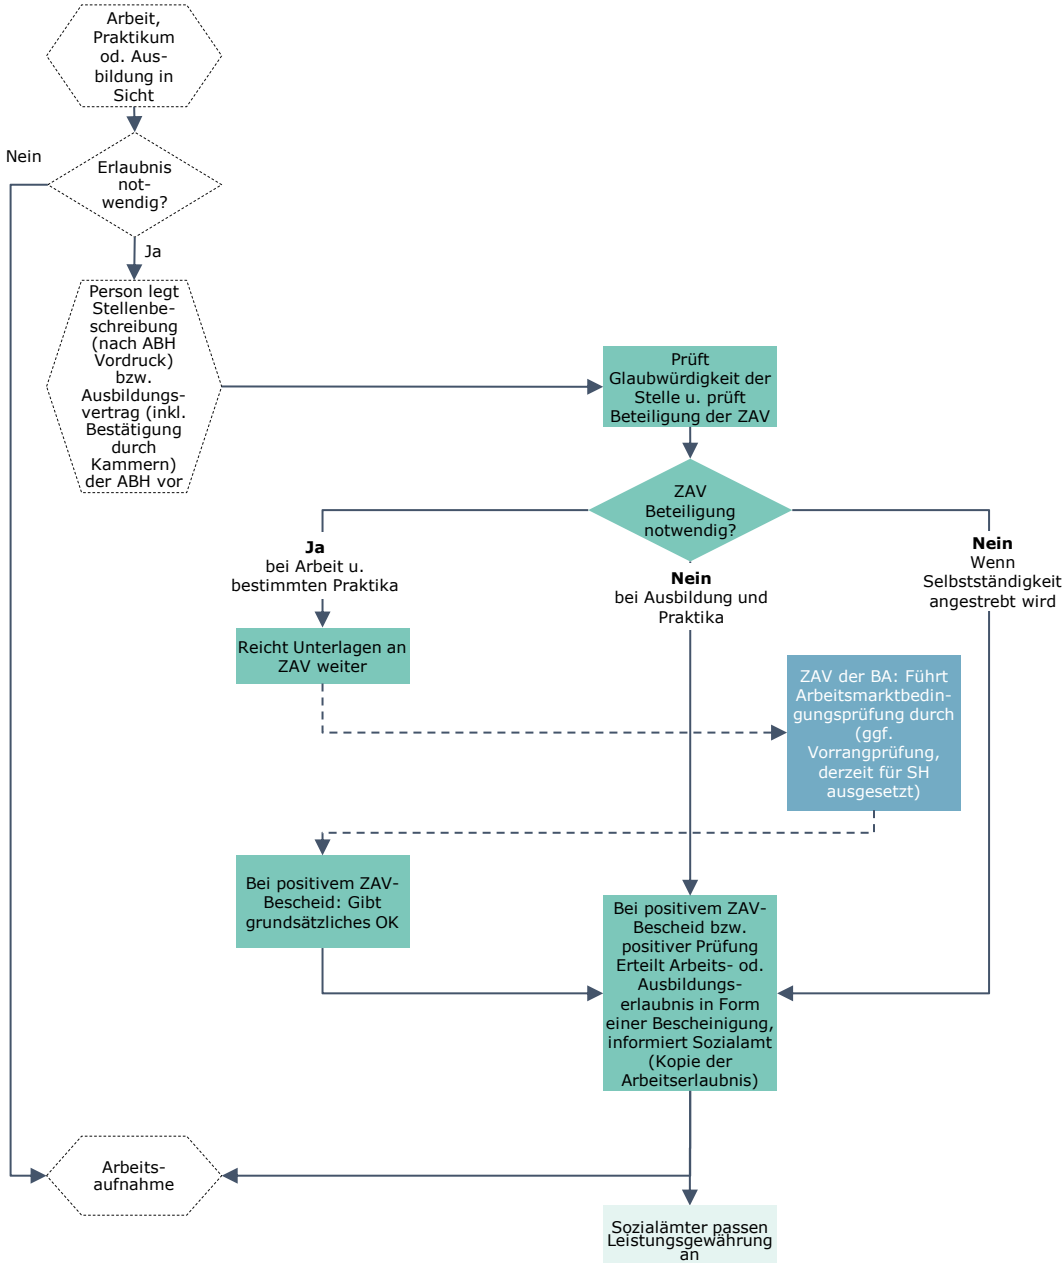 Arbeit,
Praktikum
od. Aus-
bildung in
Sicht
Nein
Erlaubnis
not-
wendig?
Ja
Person legt
Stellenbe-
schreibung
(nach ABH
Vordruck)
bzw.
Ausbildungs-
vertrag (inkl.
Bestätigung
durch
Kammern)
der ABH vor
Prüft
Glaubwürdigkeit der
Stelle u. prüft
Beteiligung der ZAV
ZAV
Beteiligung
notwendig?
Ja
bei Arbeit u.
bestimmten Praktika
Nein
bei Ausbildung und
Praktika
Nein
Wenn
Selbstständigkeit
angestrebt wird
Reicht Unterlagen an
ZAV weiter
ZAV der BA: Führt
Arbeitsmarktbedin-
gungsprüfung durch
(ggf.
Vorrangprüfung,
derzeit für SH
ausgesetzt)
Bei positivem ZAV-
Bescheid: Gibt
grundsätzliches OK
Bei positivem ZAV-
Bescheid bzw.
positiver Prüfung
Erteilt Arbeits- od.
Ausbildungs-
erlaubnis in Form
einer Bescheinigung,
informiert Sozialamt
(Kopie der
Arbeitserlaubnis)
Arbeits-
aufnahme
Sozialämter passen
Leistungsgewährung
an